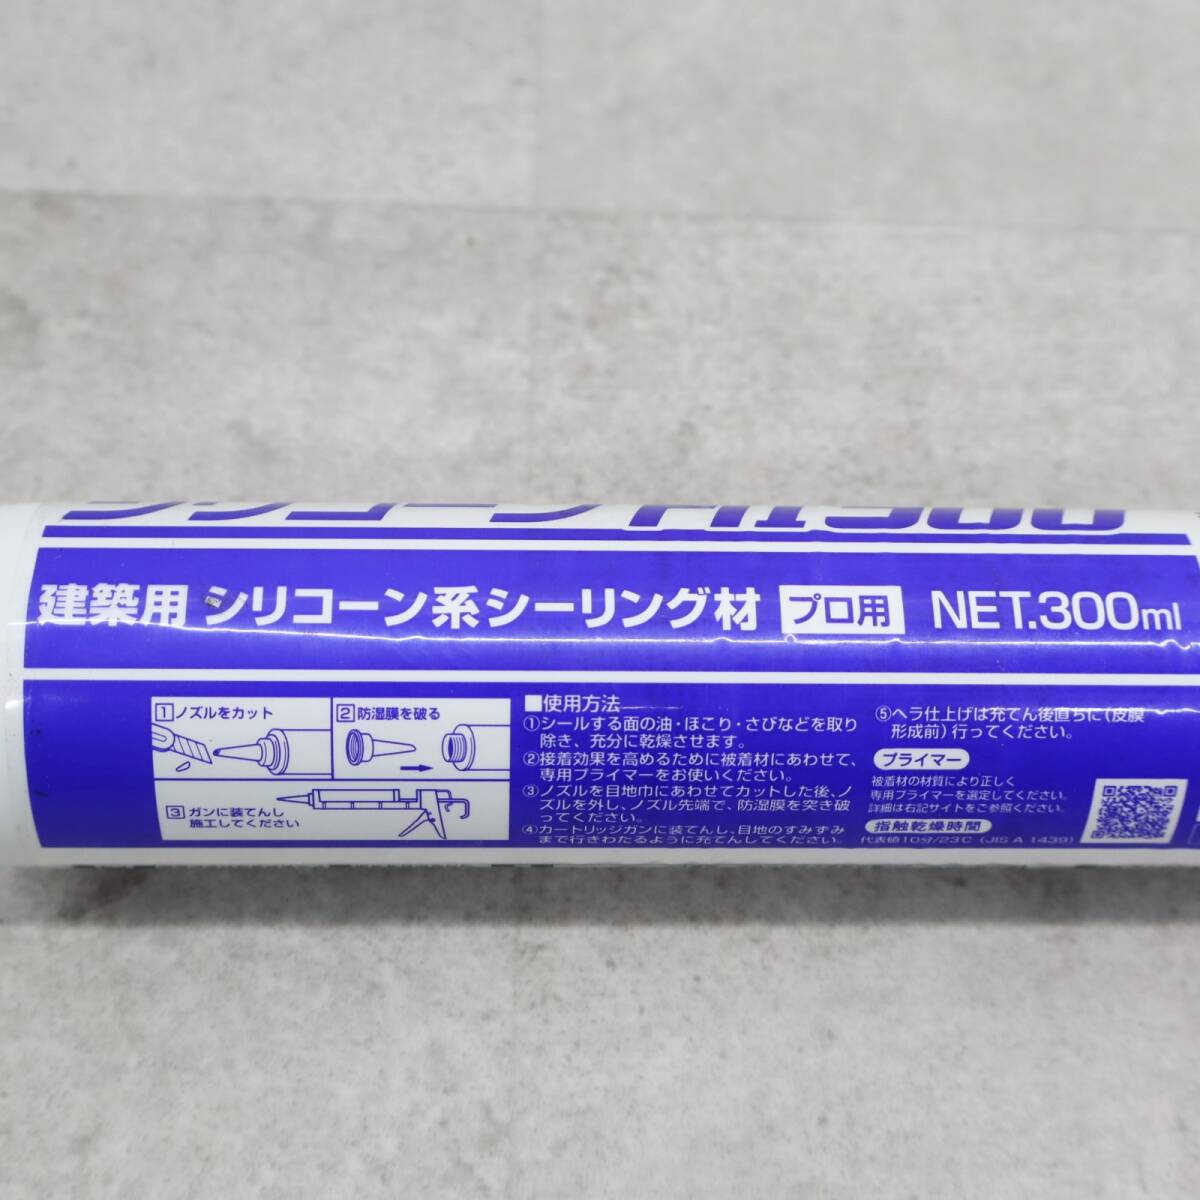 シリコーン
建築用 シリコーン系シーリング材 プロ用 NET.300ml
1 ノズルをカット
2 防湿膜を破る
3 ガンに装てんし
施工してください
■使用方法
①シールする面の油・ほこり・さびなどを取り
除き、充分に乾燥させます。
②接着効果を高めるために被着材にあわせて、
専用プライマーをお使いください。
③ノズルを目地巾にあわせてカットした後、ノ
ズルを外し、ノズル先端で、防湿膜を突き破
ってください。
④カートリッジガンに装てんし、目地のすみずみ
まで行きわたるように充てんしてください。
⑤ヘラ仕上げは充てん後直ちに(皮膜
形成前)行ってください。
プライマー
被着材の材質により正しく
専用プライマーを選定してください。
詳細は右記サイトをご参照ください。
指触乾燥時間
代表値10分/23℃ (JIS A 1439)